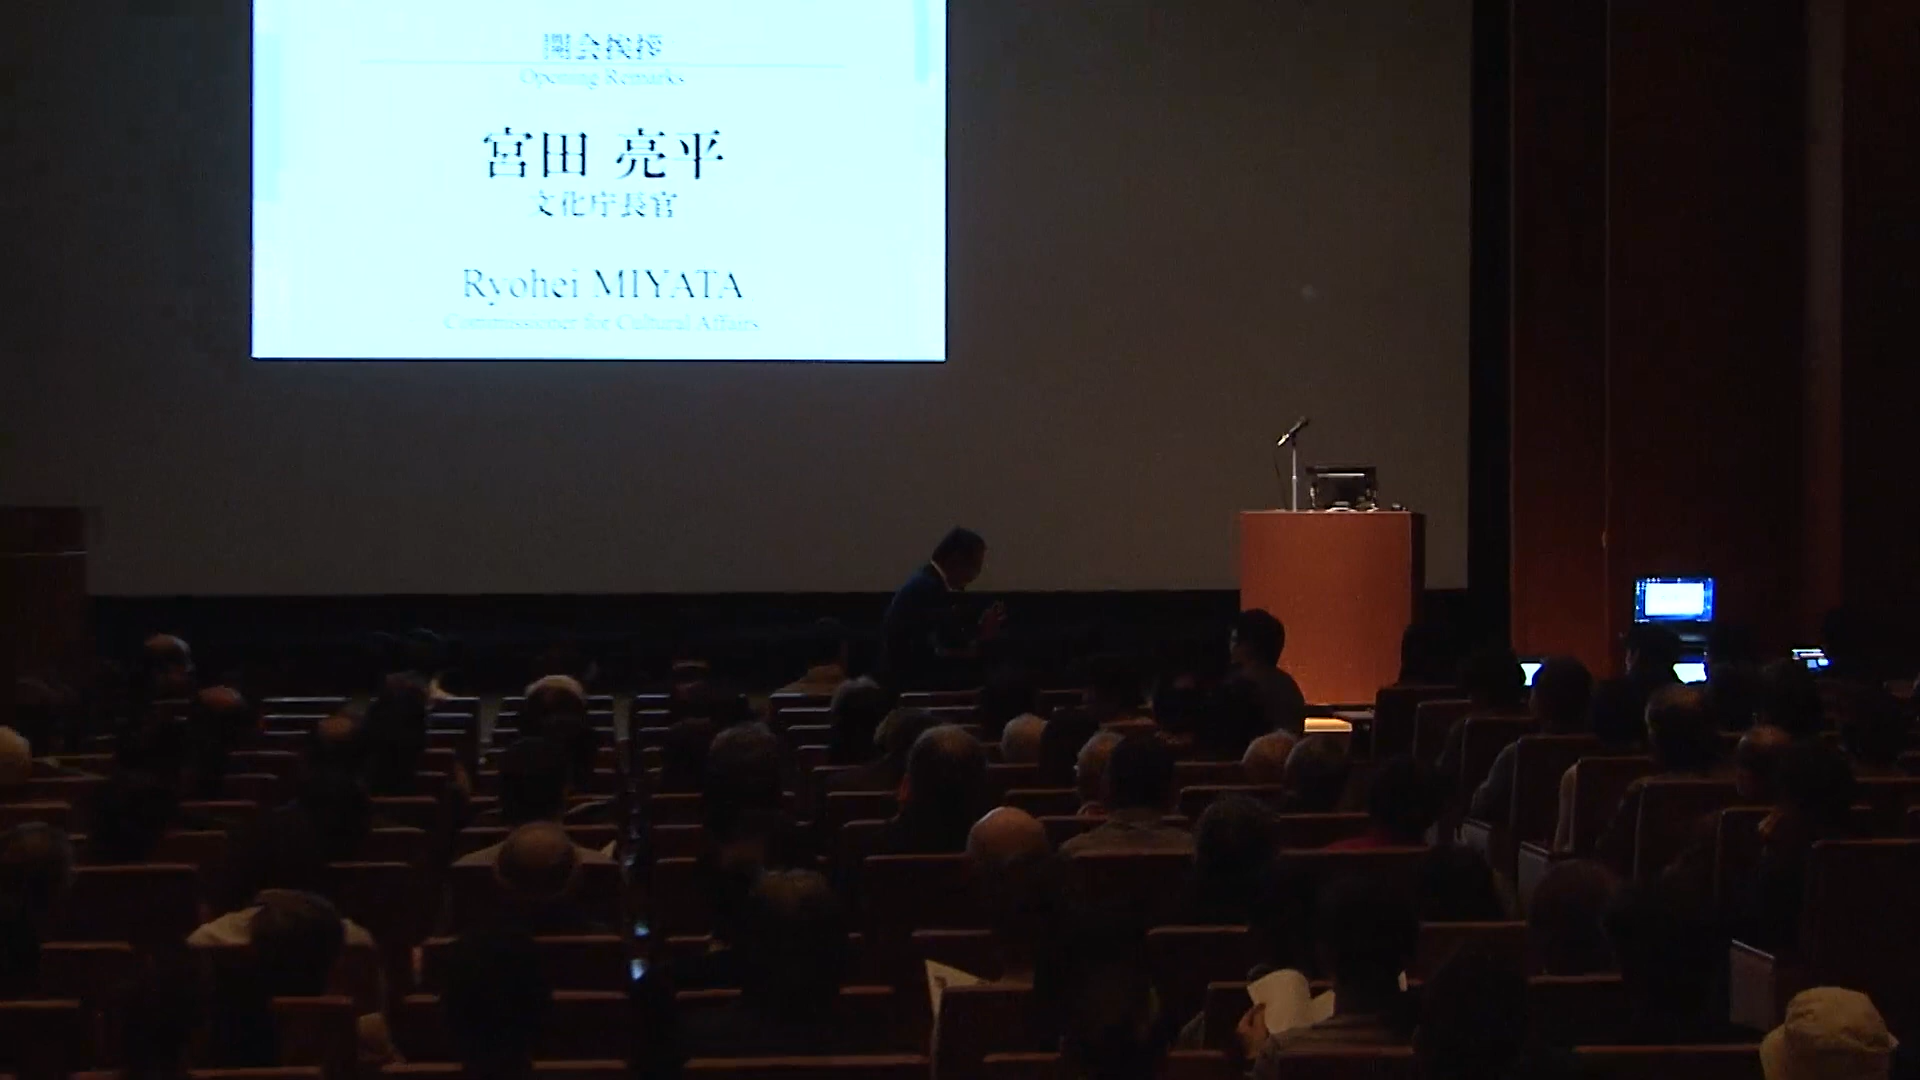 開会挨拶
Opening Remarks
宮田 亮平
文化庁長官
Ryohei MIYATA
Commissioner for Cultural Affairs